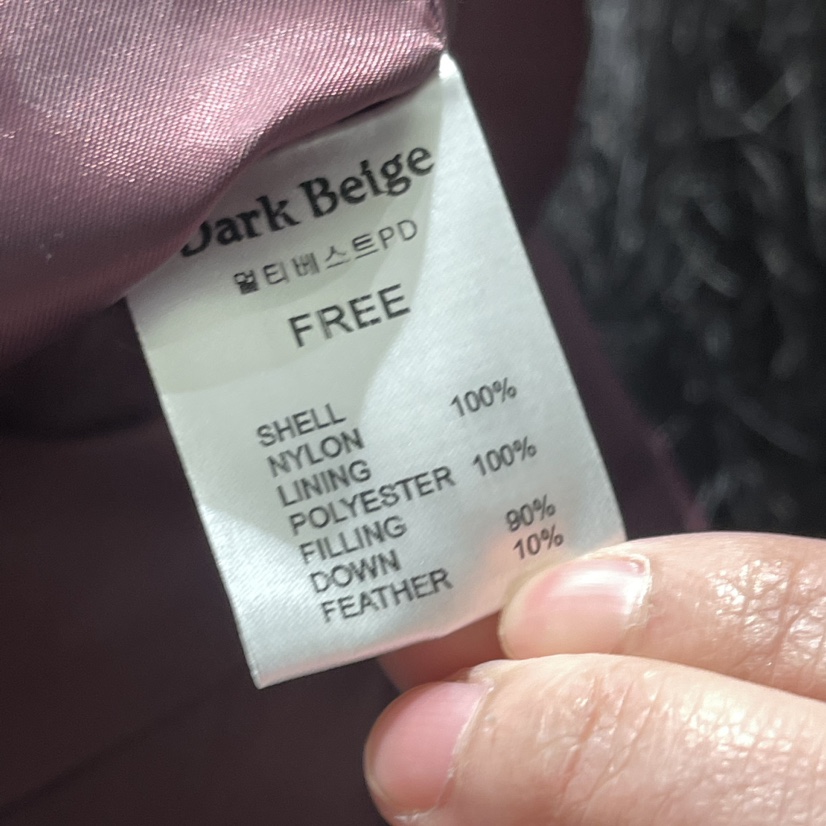 Dark Beige
멀티베스트PD
FREE
SHELL
NYLON 100%
LINING
POLYESTER 100%
FILLING
DOWN 90%
FEATHER 10%